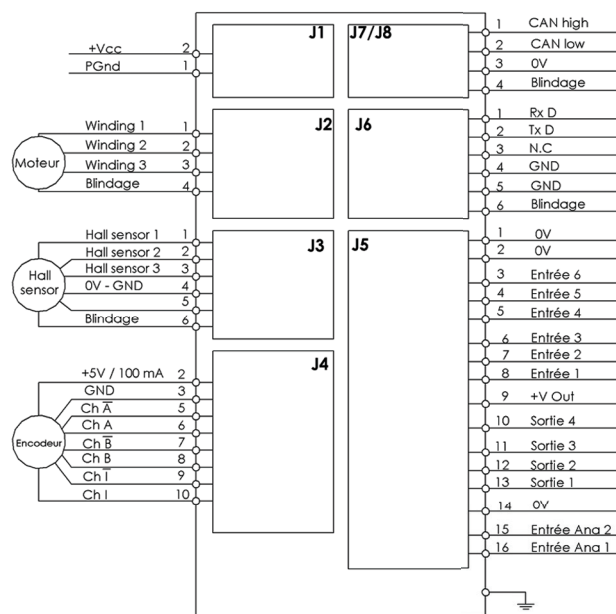 J1
+Vcc 2
PGnd 1
J2
Winding 1 1
Winding 2 2
Winding 3 3
Blindage 4
Moteur
J3
Hall sensor 1 1
Hall sensor 2 2
Hall sensor 3 3
0V - GND 4
5
Blindage 6
Hall
sensor
J4
+5V / 100 mA 2
GND 3
Ch A̅ 5
Ch A 6
Ch B̅ 7
Ch B 8
Ch I̅ 9
Ch I 10
Encodeur
J7/J8
1 CAN high
2 CAN low
3 0V
4 Blindage
J6
1 Rx D
2 Tx D
3 N.C
4 GND
5 GND
6 Blindage
J5
1 0V
2 0V
3 Entrée 6
4 Entrée 5
5 Entrée 4
6 Entrée 3
7 Entrée 2
8 Entrée 1
9 +V Out
10 Sortie 4
11 Sortie 3
12 Sortie 2
13 Sortie 1
14 0V
15 Entrée Ana 2
16 Entrée Ana 1